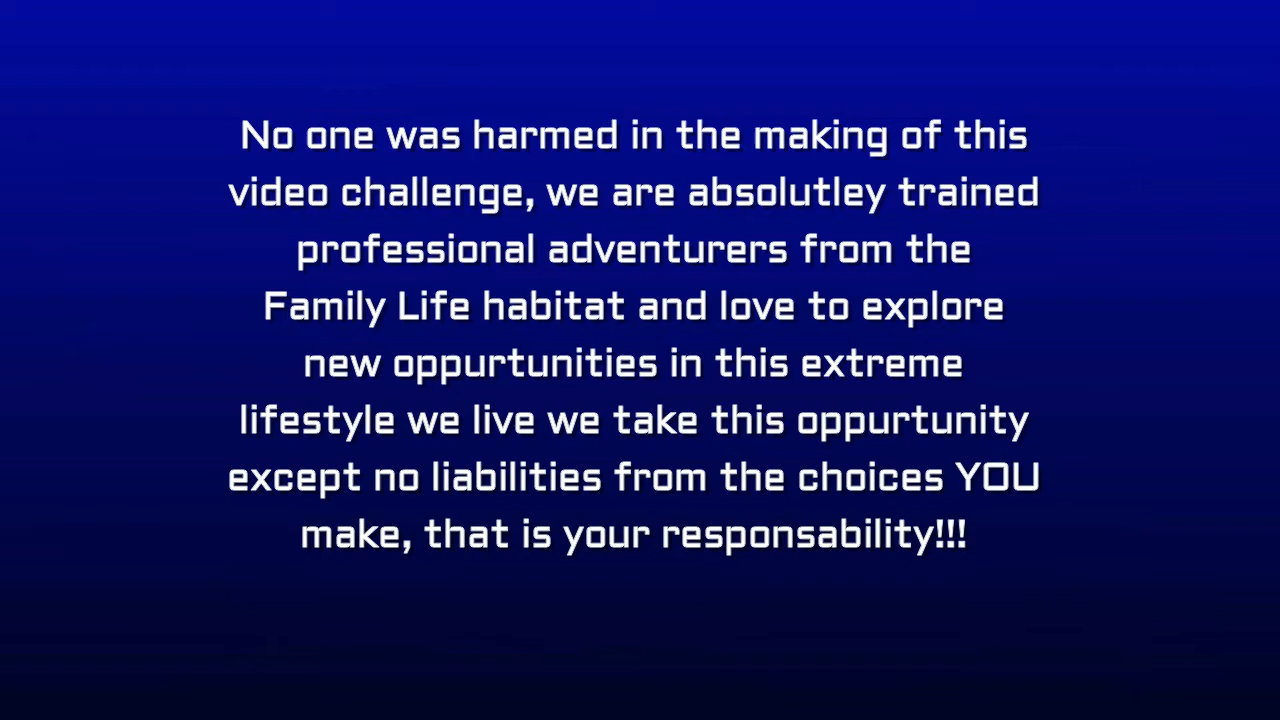 No one was harmed in the making of this
video challenge, we are absolutley trained
professional adventurers from the
Family Life habitat and love to explore
new oppurtunities in this extreme
lifestyle we live we take this oppurtunity
except no liabilities from the choices YOU
make, that is your responsability!!!